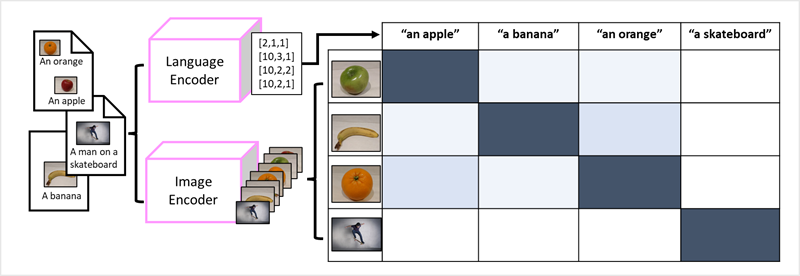 An orange
An apple
A man on a
skateboard
A banana
Language
Encoder
[2,1,1]
[10,3,1]
[10,2,2]
[10,2,1]
Image
Encoder
“an apple”
“a banana”
“an orange”
“a skateboard”